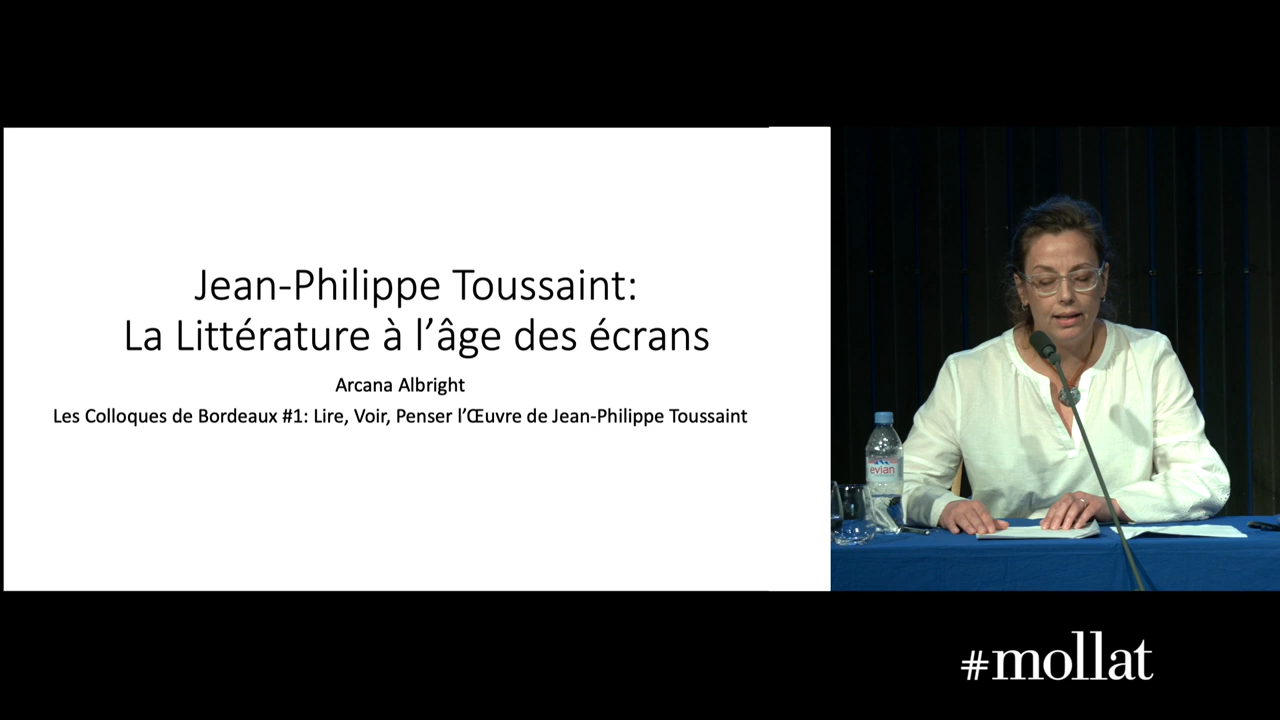 Jean-Philippe Toussaint:
La Littérature à l’âge des écrans
Arcana Albright
Les Colloques de Bordeaux #1: Lire, Voir, Penser l’Œuvre de Jean-Philippe Toussaint
evian
#mollat